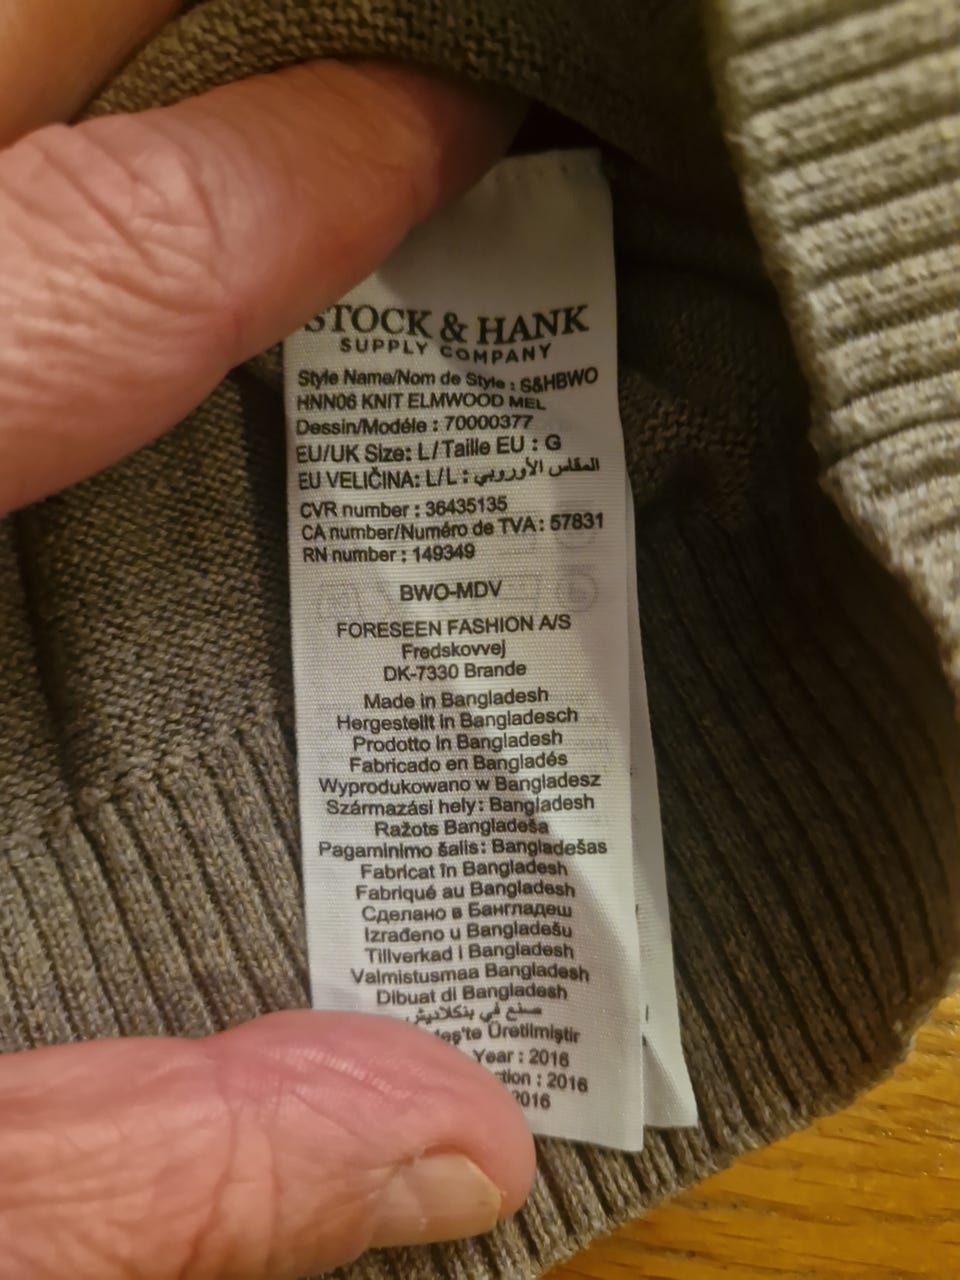 STOCK & HANK
SUPPLY COMPANY
Style Name/Nom de Style : S&HBWO
HNN06 KNIT ELMWOOD MEL
Dessin/Modéle : 70000377
EU/UK Size: L/Taille EU : G
EU VELIČINA: L/L : المقاس الأوروبي
CVR number : 36435135
CA number/Numéro de TVA : 57831
RN number : 149349
BWO-MDV
FORESEEN FASHION A/S
Fredskovvej
DK-7330 Brande
Made in Bangladesh
Hergestellt in Bangladesch
Prodotto in Bangladesh
Fabricado en Bangladés
Wyprodukowano w Bangladesz
Származási hely: Bangladesh
Ražots Bangladeša
Pagaminimo šalis: Bangladešas
Fabricat în Bangladesh
Fabriqué au Bangladesh
Сделано в Бангладеш
Izrađeno u Bangladešu
Tillverkad i Bangladesh
Valmistusmaa Bangladesh
Dibuat di Bangladesh
صنع في بنكلاديش
Üretilmiştir
Year : 2016
: 2016
2016